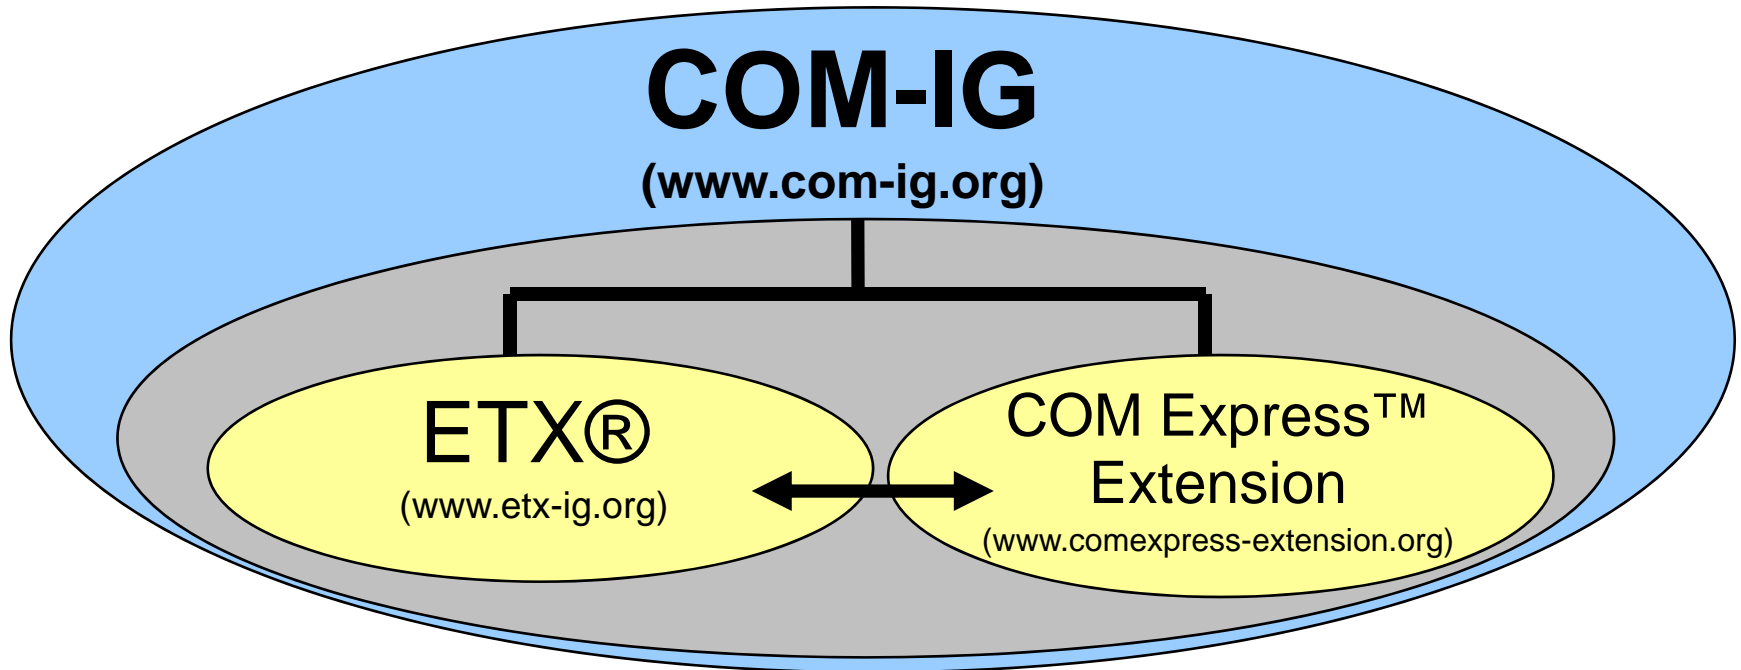 COM-IG
(www.com-ig.org)
ETX®
(www.etx-ig.org)
COM Express™
Extension
(www.comexpress-extension.org)